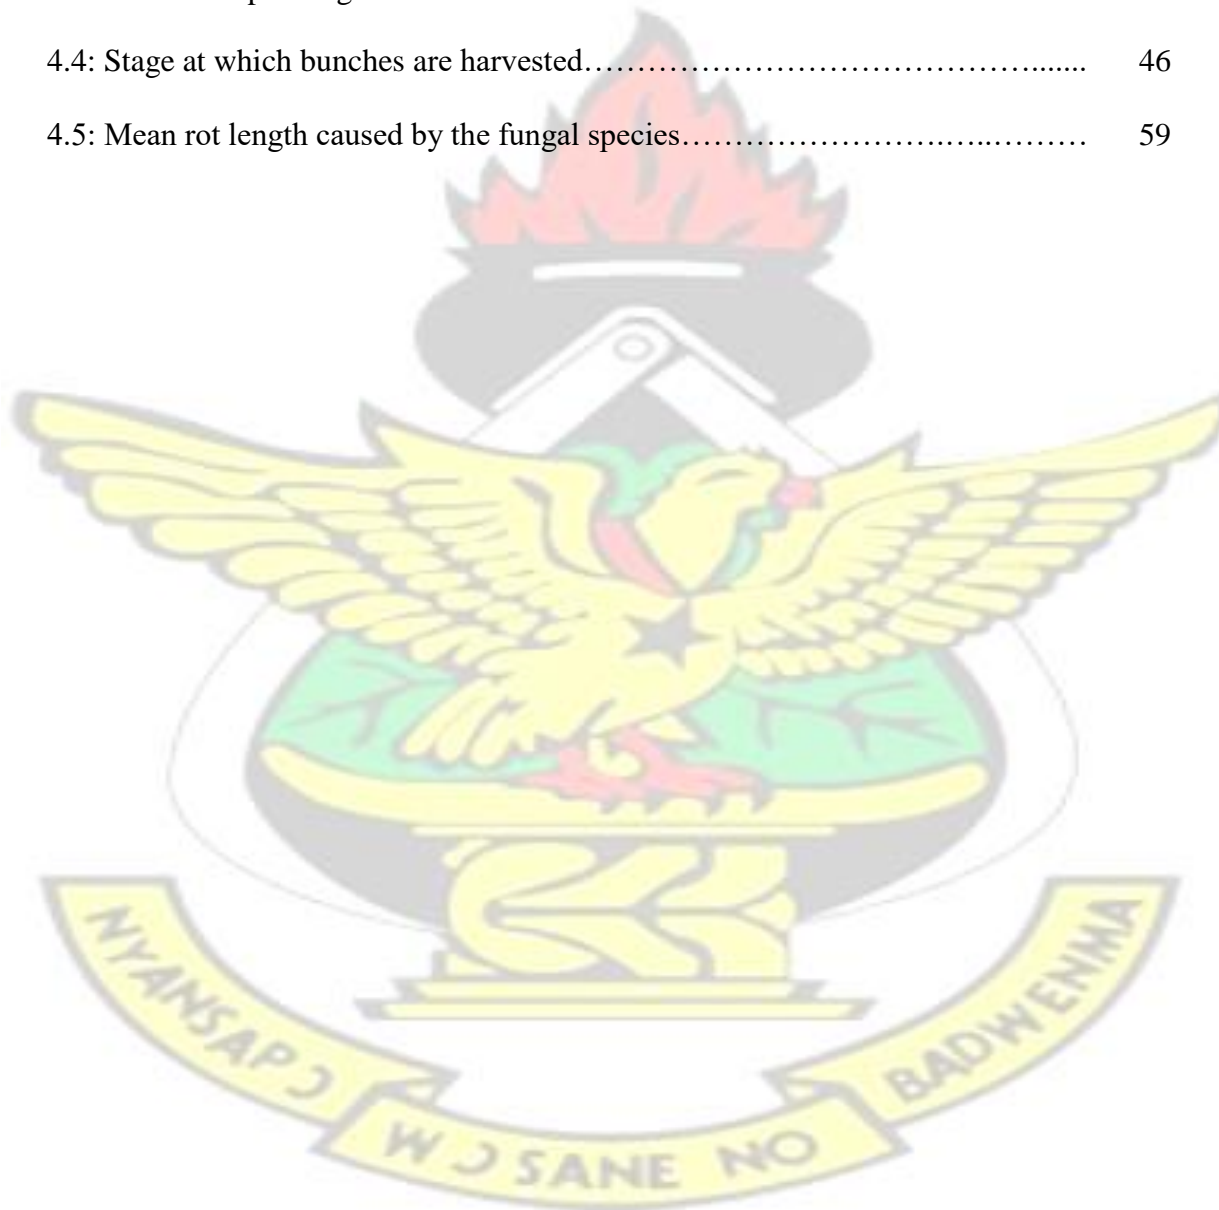 4.4: Stage at which bunches are harvested……………………………………....... 46
4.5: Mean rot length caused by the fungal species…………………….…..……… 59
NYANSAPƆ
WƆSANE NO
BADWENMA